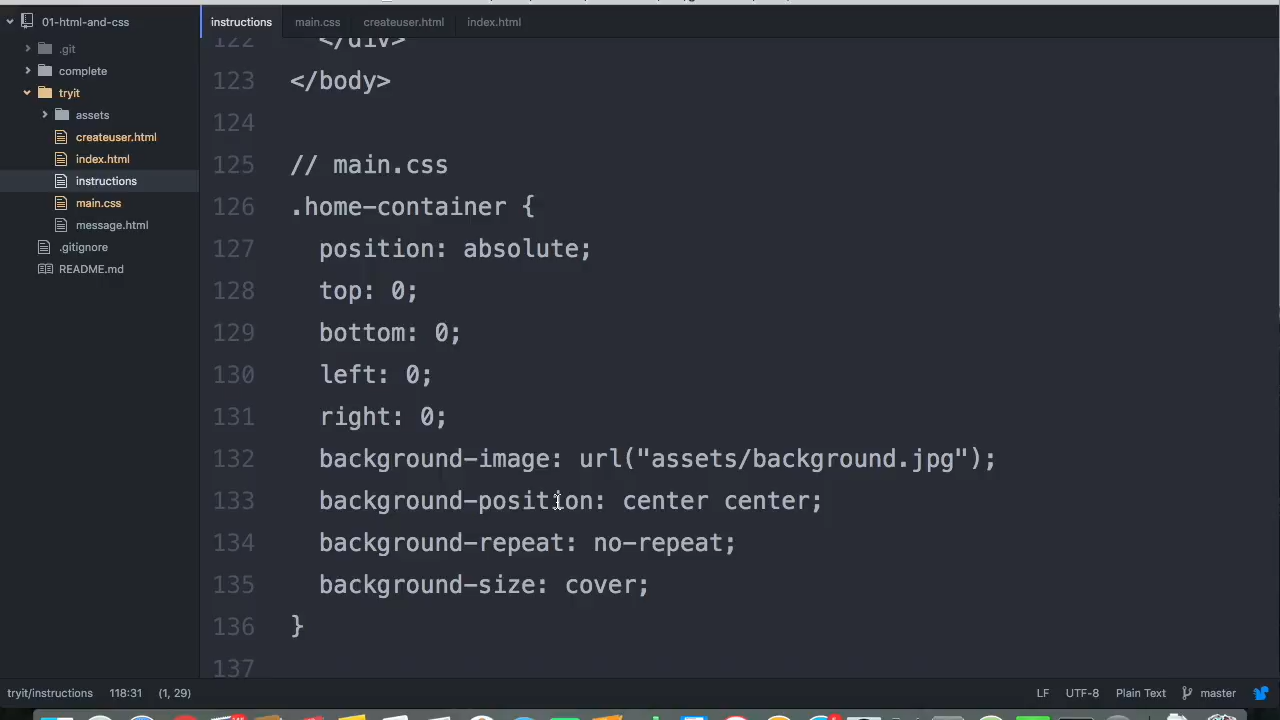 01-html-and-css
.git
complete
tryit
assets
createuser.html
index.html
instructions
main.css
message.html
.gitignore
README.md
instructions
main.css
createuser.html
index.html
122 </div>
123 </body>
124
125 // main.css
126 .home-container {
127 position: absolute;
128 top: 0;
129 bottom: 0;
130 left: 0;
131 right: 0;
132 background-image: url("assets/background.jpg");
133 background-position: center center;
134 background-repeat: no-repeat;
135 background-size: cover;
136 }
137
tryit/instructions 118:31 (1, 29) LF UTF-8 Plain Text master